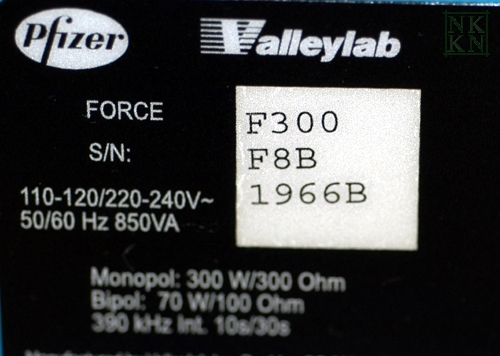 Pfizer Valleylab
NK
KN
FORCE F300
S/N: F8B
1966B
110-120/220-240V~
50/60 Hz 850VA
Monopol: 300 W/300 Ohm
Bipol: 70 W/100 Ohm
390 kHz Int. 10s/30s